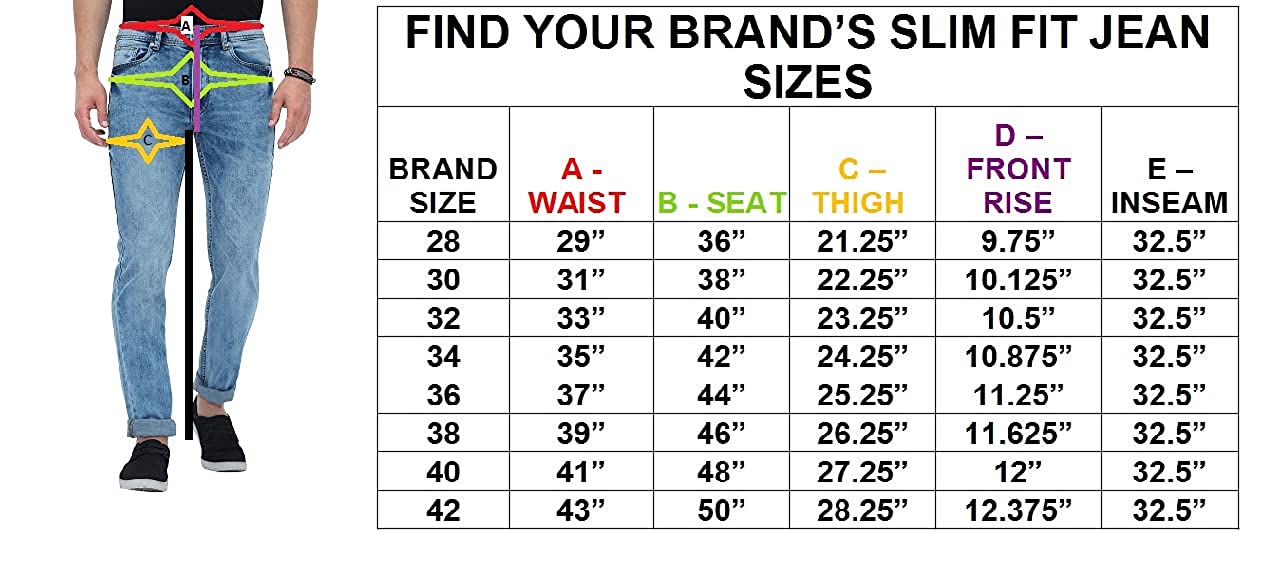 A
B
C
FIND YOUR BRAND’S SLIM FIT JEAN
SIZES
BRAND SIZE A - WAIST B - SEAT C – THIGH D – FRONT RISE E – INSEAM
28 29” 36” 21.25” 9.75” 32.5”
30 31” 38” 22.25” 10.125” 32.5”
32 33” 40” 23.25” 10.5” 32.5”
34 35” 42” 24.25” 10.875” 32.5”
36 37” 44” 25.25” 11.25” 32.5”
38 39” 46” 26.25” 11.625” 32.5”
40 41” 48” 27.25” 12” 32.5”
42 43” 50” 28.25” 12.375” 32.5”